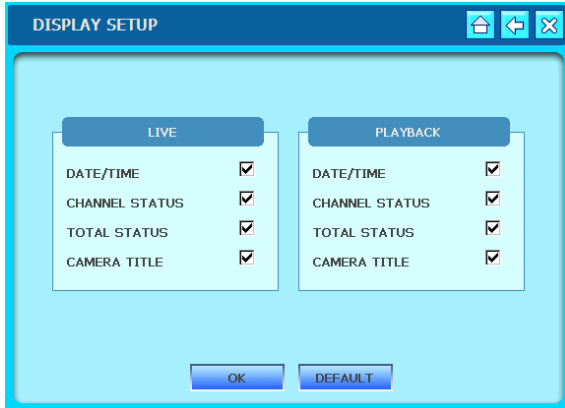 DISPLAY SETUP
LIVE
DATE/TIME
CHANNEL STATUS
TOTAL STATUS
CAMERA TITLE
PLAYBACK
DATE/TIME
CHANNEL STATUS
TOTAL STATUS
CAMERA TITLE
OK
DEFAULT